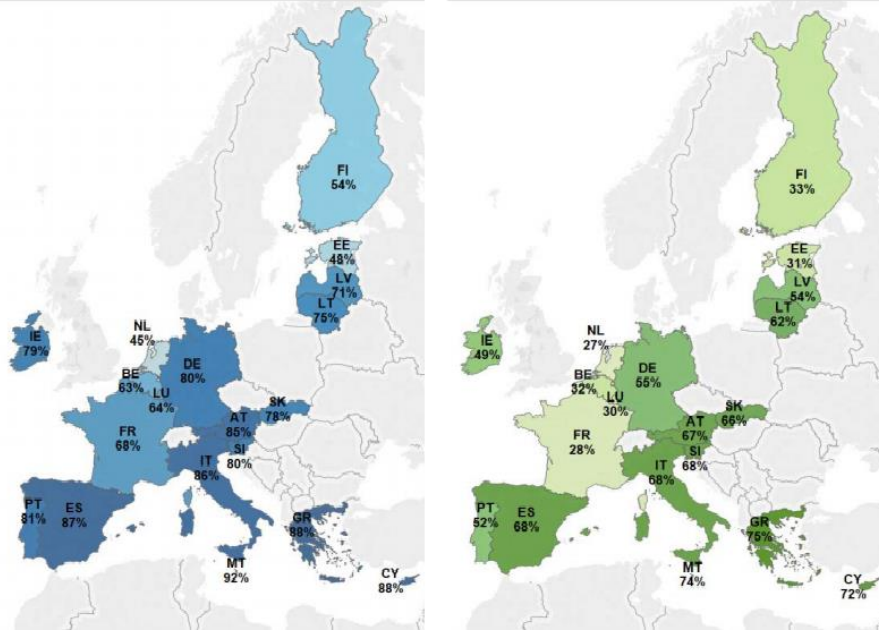 FI
54%
EE
48%
LV
71%
LT
75%
IE
79%
NL
45%
DE
80%
BE
63%
LU
64%
SK
78%
AT
85%
FR
68%
SI
80%
IT
86%
PT
81%
ES
87%
GR
88%
MT
92%
CY
88%
FI
33%
EE
31%
LV
54%
LT
62%
IE
49%
NL
27%
DE
55%
BE
32%
LU
30%
SK
66%
AT
67%
FR
28%
SI
68%
IT
68%
PT
52%
ES
68%
GR
75%
MT
74%
CY
72%